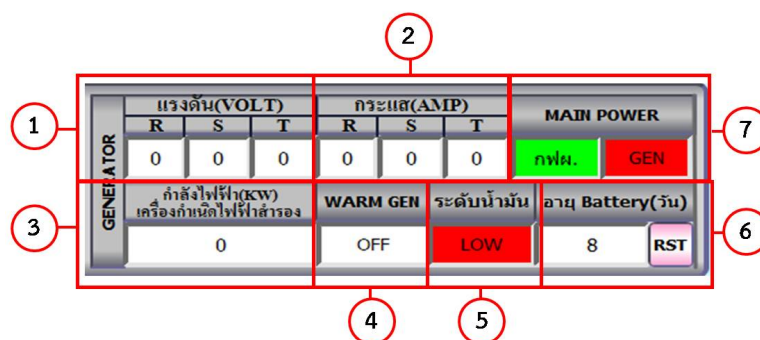 2
แรงดัน(VOLT) กระแส(AMP) MAIN POWER
R S T R S T
1 7
GENERATOR
0 0 0 0 0 0 กฟผ. GEN
กำลังไฟฟ้า(KW)
เครื่องกำเนิดไฟฟ้าสำรอง
WARM GEN ระดับน้ำมัน อายุ Battery(วัน)
3 6
0 OFF LOW 8 RST
4 5